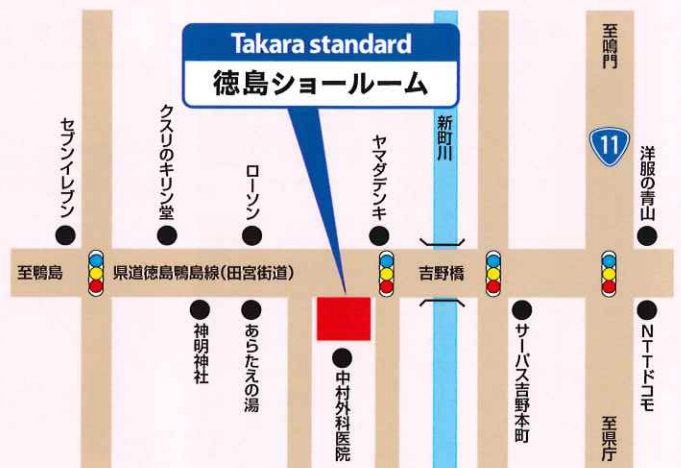 Takara standard
徳島ショールーム
至鳴門
11
セブンイレブン
クスリのキリン堂
ローソン
ヤマダデンキ
新町川
洋服の青山
至鴨島
県道徳島鴨島線(田宮街道)
吉野橋
神明神社
あらたえの湯
中村外科医院
サーパス吉野本町
NTTドコモ
至県庁